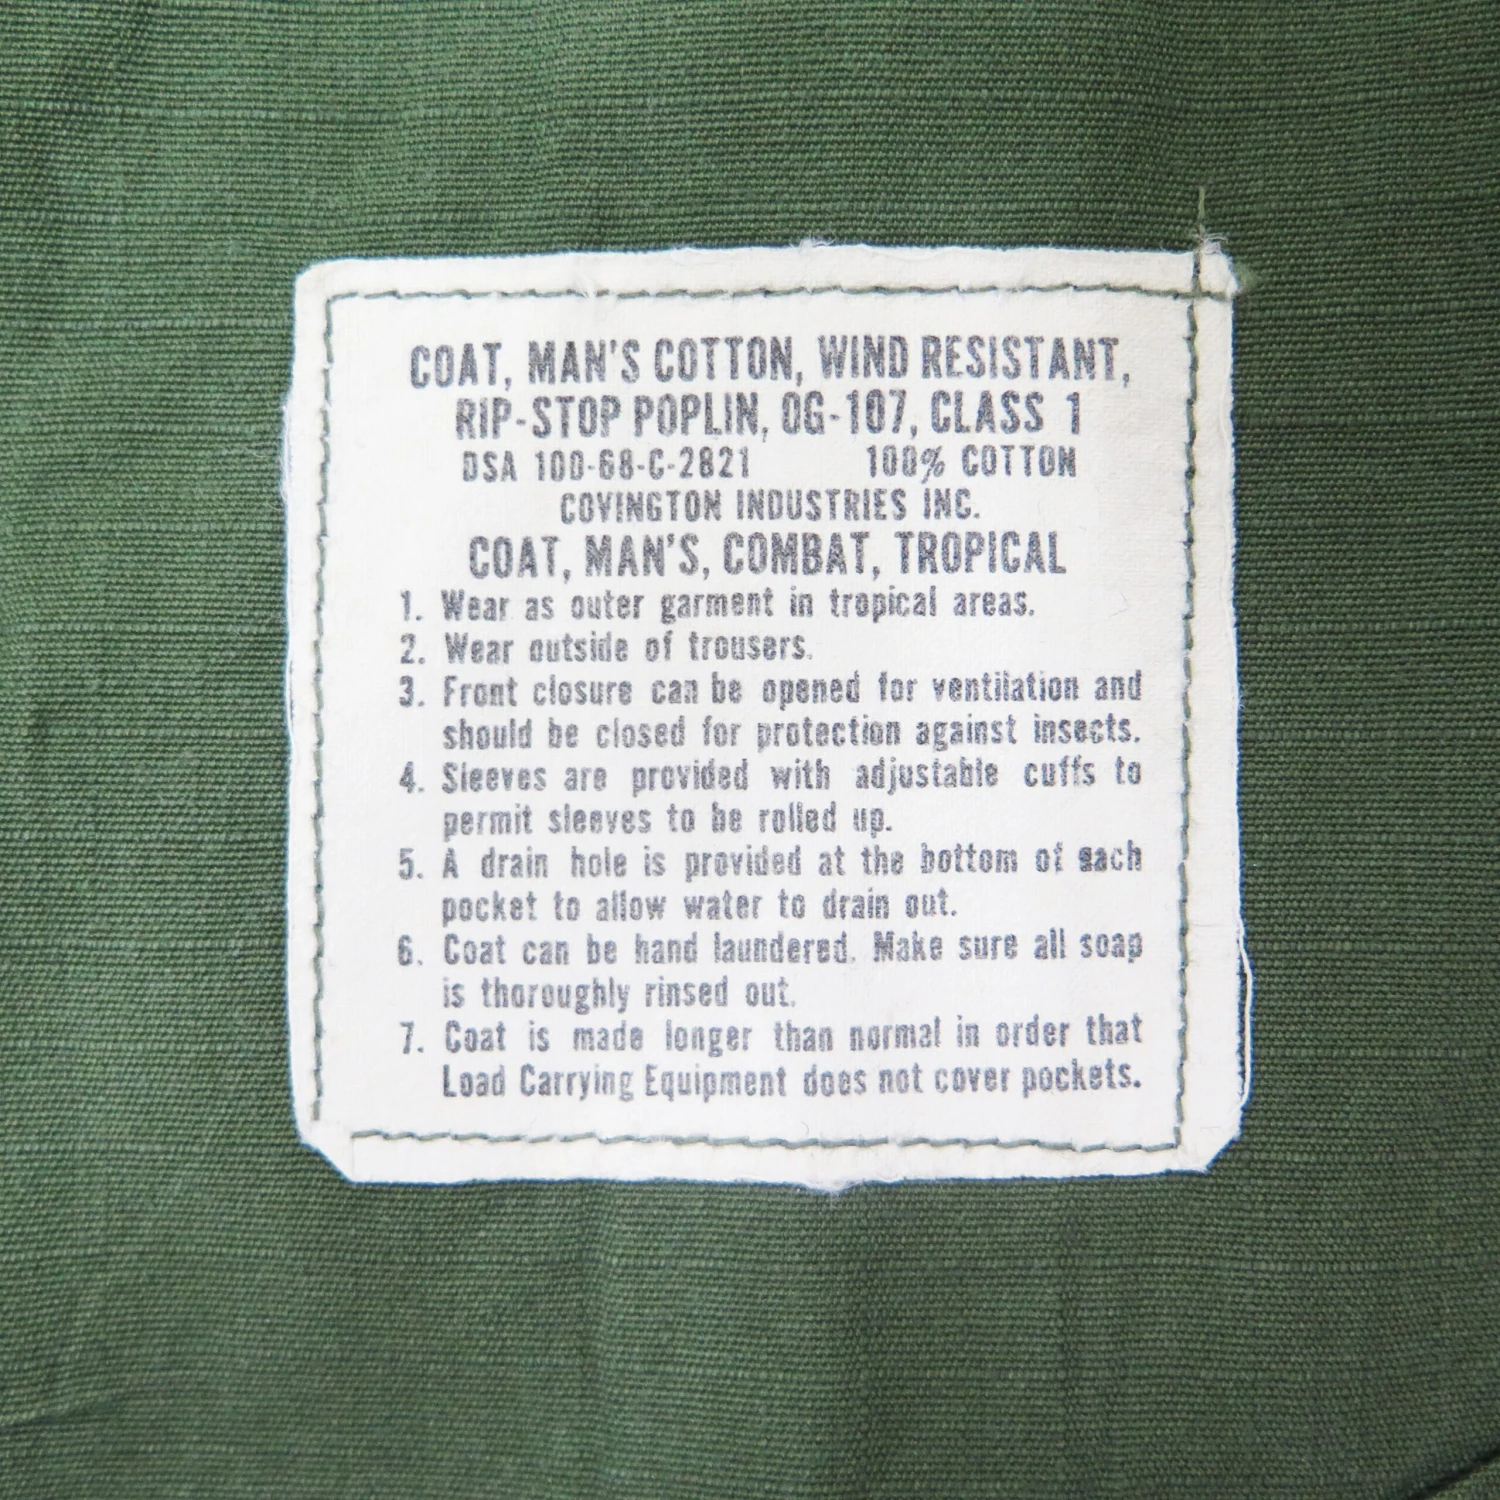 COAT, MAN'S COTTON, WIND RESISTANT,
RIP-STOP POPLIN, OG-107, CLASS 1
DSA 100-68-C-2821 100% COTTON
COVINGTON INDUSTRIES INC.
COAT, MAN'S, COMBAT, TROPICAL
1. Wear as outer garment in tropical areas.
2. Wear outside of trousers.
3. Front closure can be opened for ventilation and
should be closed for protection against insects.
4. Sleeves are provided with adjustable cuffs to
permit sleeves to be rolled up.
5. A drain hole is provided at the bottom of each
pocket to allow water to drain out.
6. Coat can be hand laundered. Make sure all soap
is thoroughly rinsed out.
7. Coat is made longer than normal in order that
Load Carrying Equipment does not cover pockets.